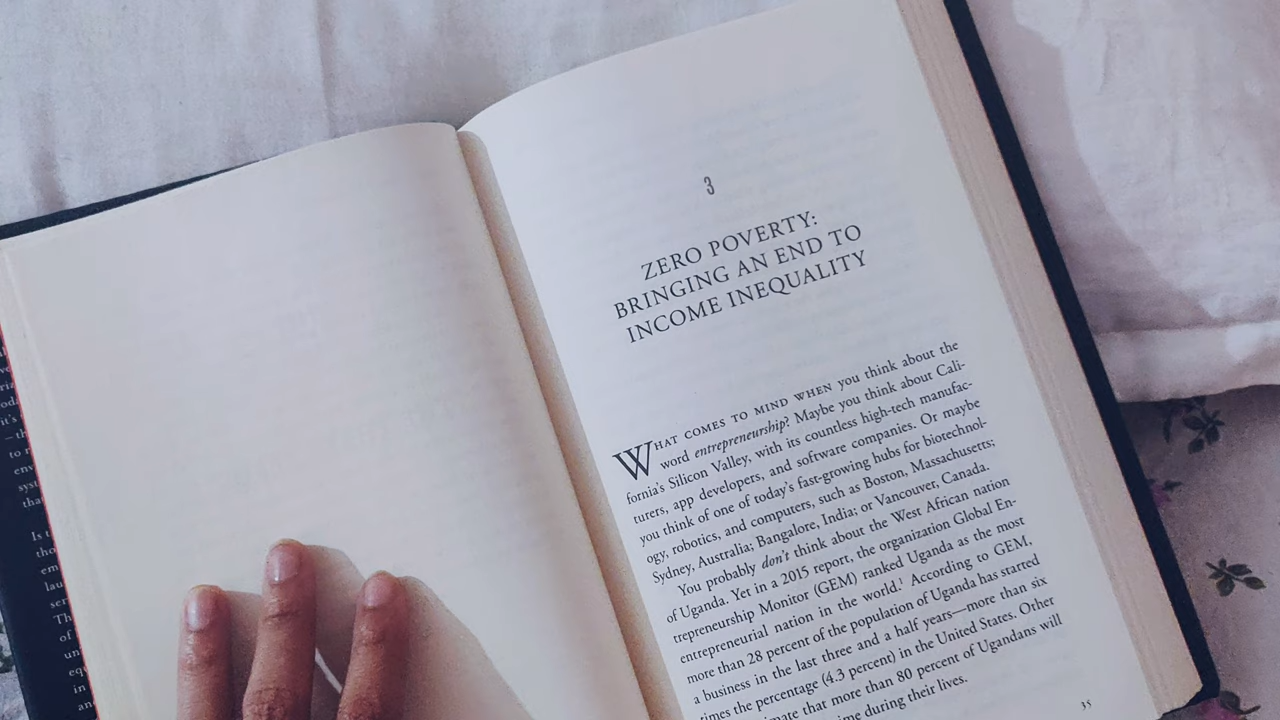 3
ZERO POVERTY:
BRINGING AN END TO
INCOME INEQUALITY
WHAT COMES TO MIND WHEN you think about the
word entrepreneurship? Maybe you think about Cali-
fornia's Silicon Valley, with its countless high-tech manufac-
turers, app developers, and software companies. Or maybe
you think of one of today's fast-growing hubs for biotechnol-
ogy, robotics, and computers, such as Boston, Massachusetts;
Sydney, Australia; Bangalore, India; or Vancouver, Canada.
You probably don't think about the West African nation
of Uganda. Yet in a 2015 report, the organization Global En-
trepreneurship Monitor (GEM) ranked Uganda as the most
entrepreneurial nation in the world.¹ According to GEM,
more than 28 percent of the population of Uganda has started
a business in the last three and a half years—more than six
times the percentage (4.3 percent) in the United States. Other
that more than 80 percent of Ugandans will
during their lives.
35